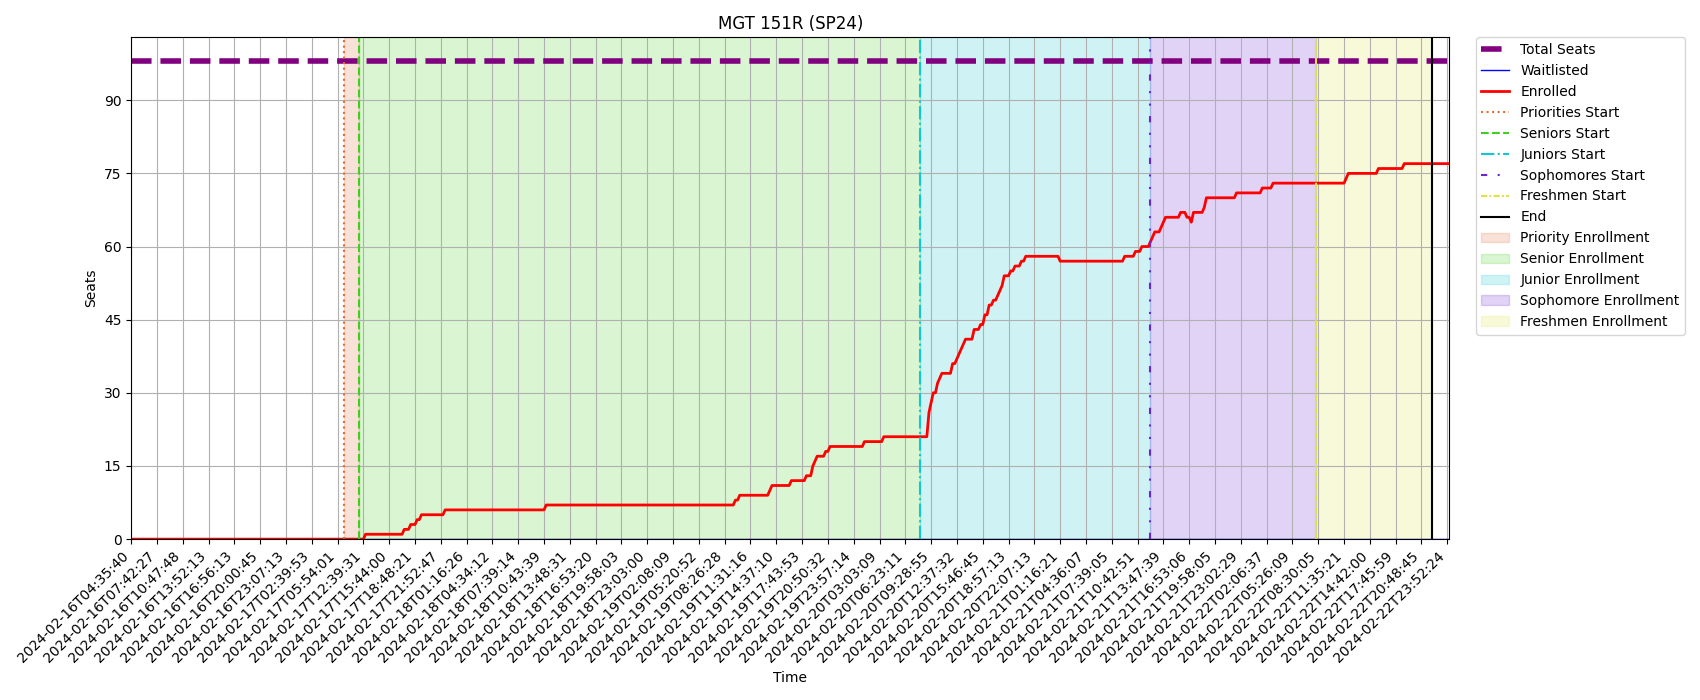 MGT 151R (SP24)
Total Seats
Waitlisted
Enrolled
Priorities Start
Seniors Start
Juniors Start
Sophomores Start
Freshmen Start
End
Priority Enrollment
Senior Enrollment
Junior Enrollment
Sophomore Enrollment
Freshmen Enrollment
Seats
90
75
60
45
30
15
0
2024-02-16T04:35:40
2024-02-16T07:42:27
2024-02-16T10:47:48
2024-02-16T13:52:13
2024-02-16T16:56:13
2024-02-16T20:00:45
2024-02-16T23:07:13
2024-02-17T02:39:53
2024-02-17T05:54:01
2024-02-17T12:39:31
2024-02-17T15:44:00
2024-02-17T18:48:21
2024-02-17T21:52:47
2024-02-18T01:16:26
2024-02-18T04:34:12
2024-02-18T07:39:14
2024-02-18T10:43:39
2024-02-18T13:48:31
2024-02-18T16:53:20
2024-02-18T19:58:03
2024-02-18T23:03:00
2024-02-19T02:08:09
2024-02-19T05:20:52
2024-02-19T08:26:28
2024-02-19T11:31:16
2024-02-19T14:37:10
2024-02-19T17:43:53
2024-02-19T20:50:32
2024-02-19T23:57:14
2024-02-20T03:03:09
2024-02-20T06:23:11
2024-02-20T09:28:55
2024-02-20T12:37:32
2024-02-20T15:46:45
2024-02-20T18:57:13
2024-02-20T22:07:13
2024-02-21T01:16:21
2024-02-21T04:36:07
2024-02-21T07:39:05
2024-02-21T10:42:51
2024-02-21T13:47:39
2024-02-21T16:53:06
2024-02-21T19:58:05
2024-02-21T23:02:29
2024-02-22T02:06:37
2024-02-22T05:26:09
2024-02-22T08:30:05
2024-02-22T11:35:21
2024-02-22T14:42:00
2024-02-22T17:45:59
2024-02-22T20:48:45
2024-02-22T23:52:24
Time